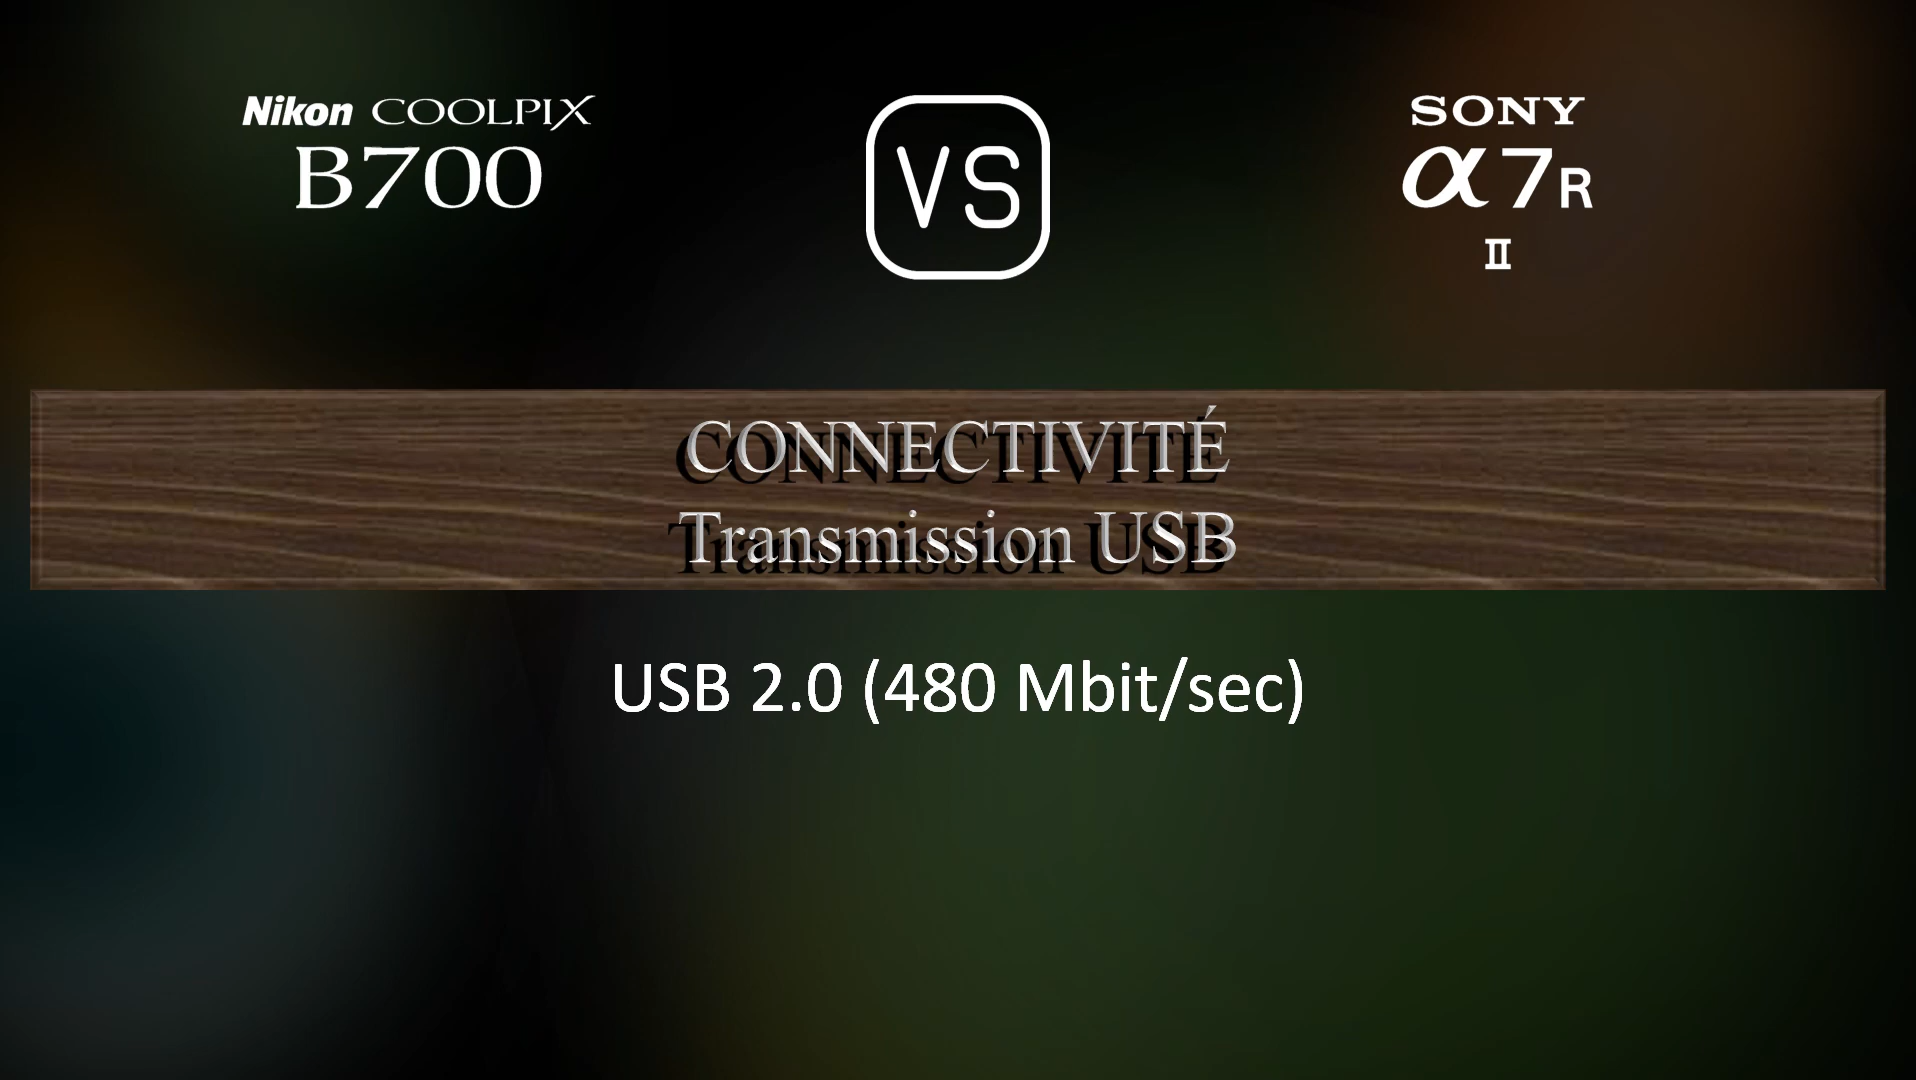 Nikon COOLPIX
B700
VS
SONY
α7R
II
CONNECTIVITÉ
Transmission USB
USB 2.0 (480 Mbit/sec)